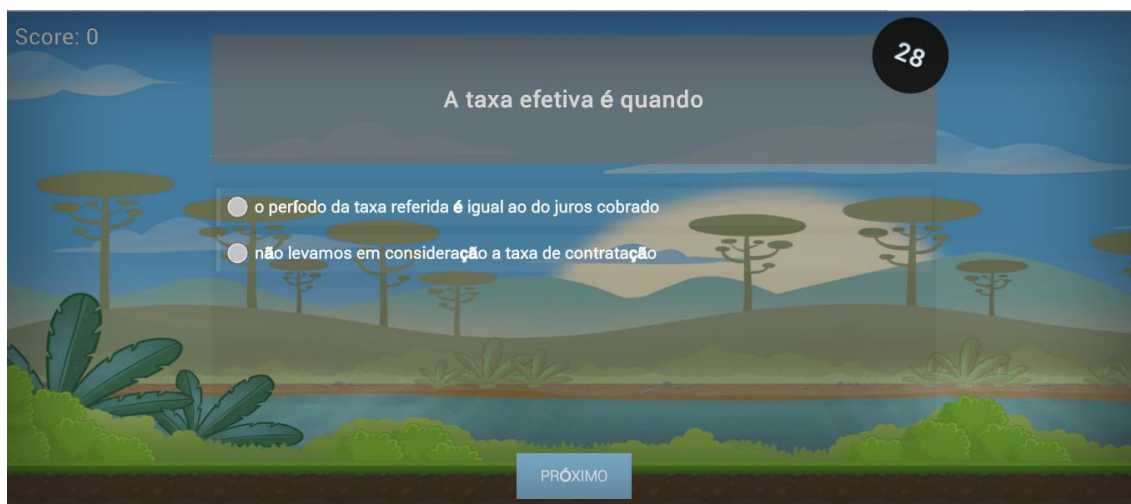 Score: 0
28
A taxa efetiva é quando
o período da taxa referida é igual ao do juros cobrado
não levamos em consideração a taxa de contratação
PRÓXIMO